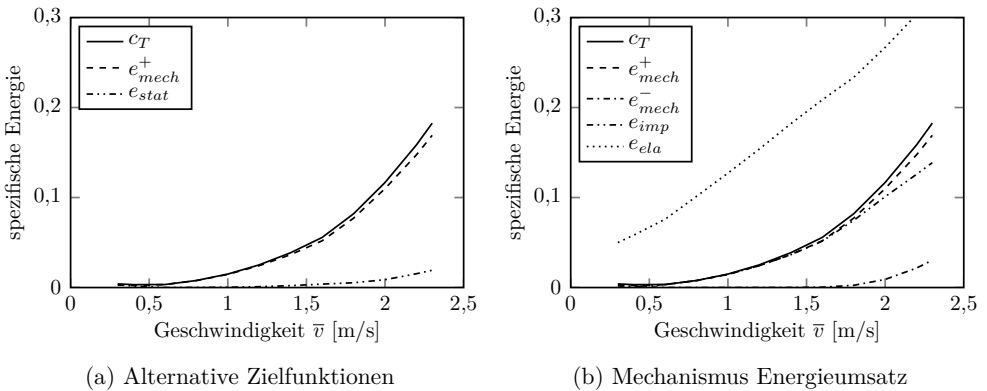 spezifische Energie
0,3
0,2
0,1
0
c_T
e^+_mech
e_stat
0 0,5 1 1,5 2 2,5
Geschwindigkeit v̅ [m/s]
(a) Alternative Zielfunktionen
spezifische Energie
0,3
0,2
0,1
0
c_T
e^+_mech
e^-_mech
e_imp
e_ela
0 0,5 1 1,5 2 2,5
Geschwindigkeit v̅ [m/s]
(b) Mechanismus Energieumsatz